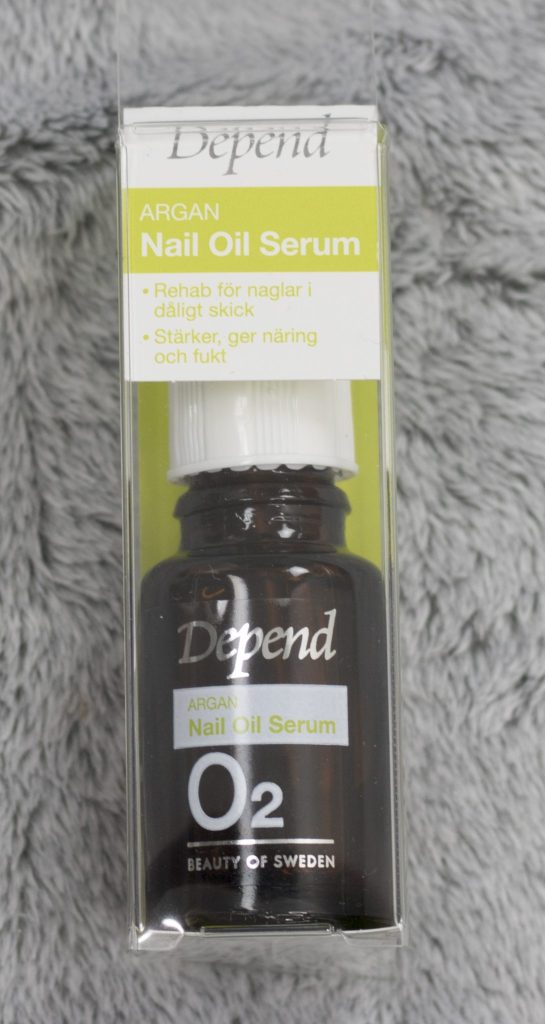 Depend
ARGAN
Nail Oil Serum
• Rehab för naglar i
dåligt skick
• Stärker, ger näring
och fukt
Depend
ARGAN
Nail Oil Serum
O2
BEAUTY OF SWEDEN